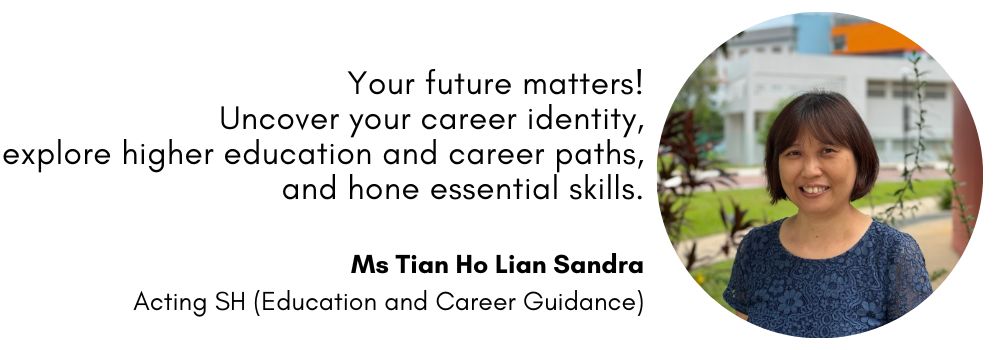 Your future matters!
Uncover your career identity,
explore higher education and career paths,
and hone essential skills.
Ms Tian Ho Lian Sandra
Acting SH (Education and Career Guidance)